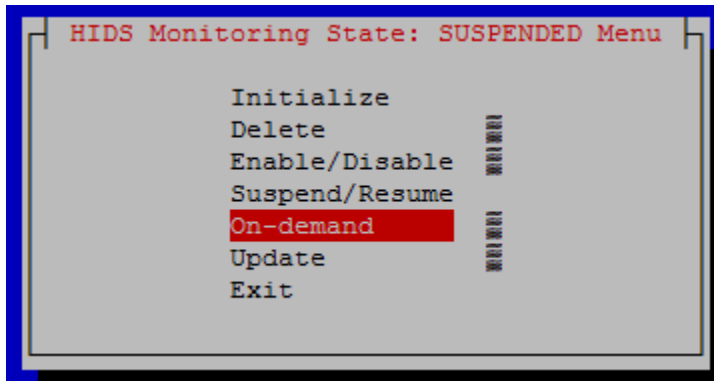 HIDS Monitoring State: SUSPENDED Menu
Initialize
Delete
Enable/Disable
Suspend/Resume
On-demand
Update
Exit